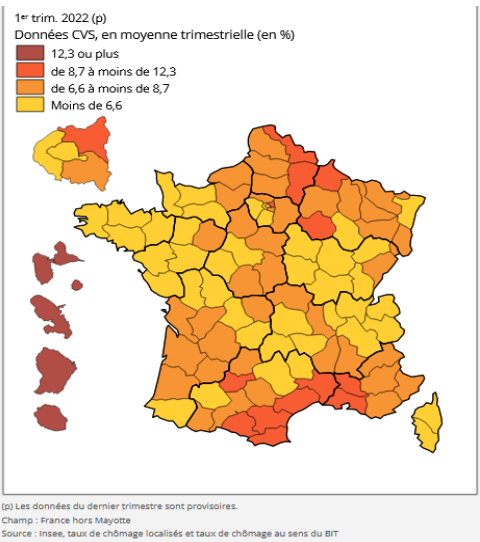 1er trim. 2022 (p)
Données CVS, en moyenne trimestrielle (en %)
12,3 ou plus
de 8,7 à moins de 12,3
de 6,6 à moins de 8,7
Moins de 6,6
(p) Les données du dernier trimestre sont provisoires.
Champ : France hors Mayotte
Source : Insee, taux de chômage localisés et taux de chômage au sens du BIT